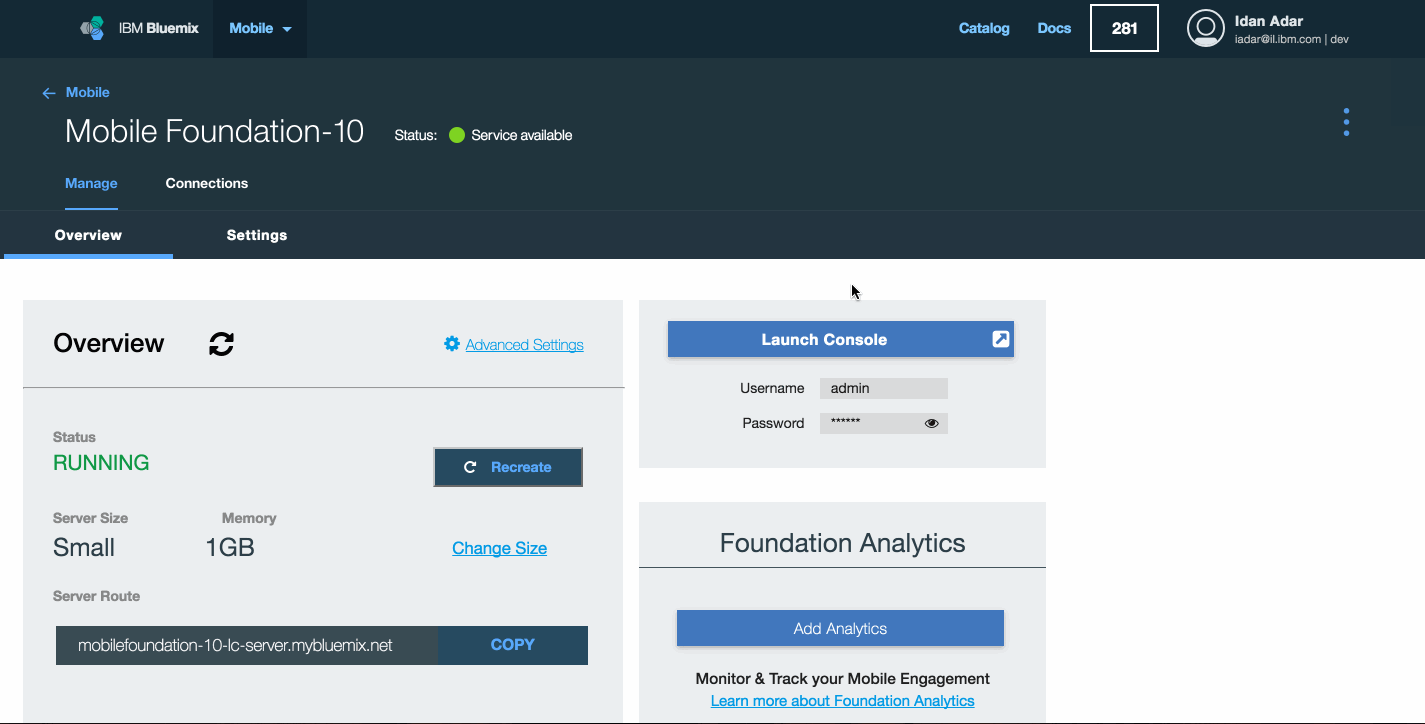 IBM Bluemix
Mobile
Catalog
Docs
281
Idan Adar
iadar@il.ibm.com | dev
Mobile
Mobile Foundation-10
Status:
Service available
Manage
Connections
Overview
Settings
Overview
Advanced Settings
Status
RUNNING
Recreate
Server Size
Memory
Small
1GB
Change Size
Server Route
mobilefoundation-10-lc-server.mybluemix.net
COPY
Launch Console
Username
admin
Password
******
Foundation Analytics
Add Analytics
Monitor & Track your Mobile Engagement
Learn more about Foundation Analytics